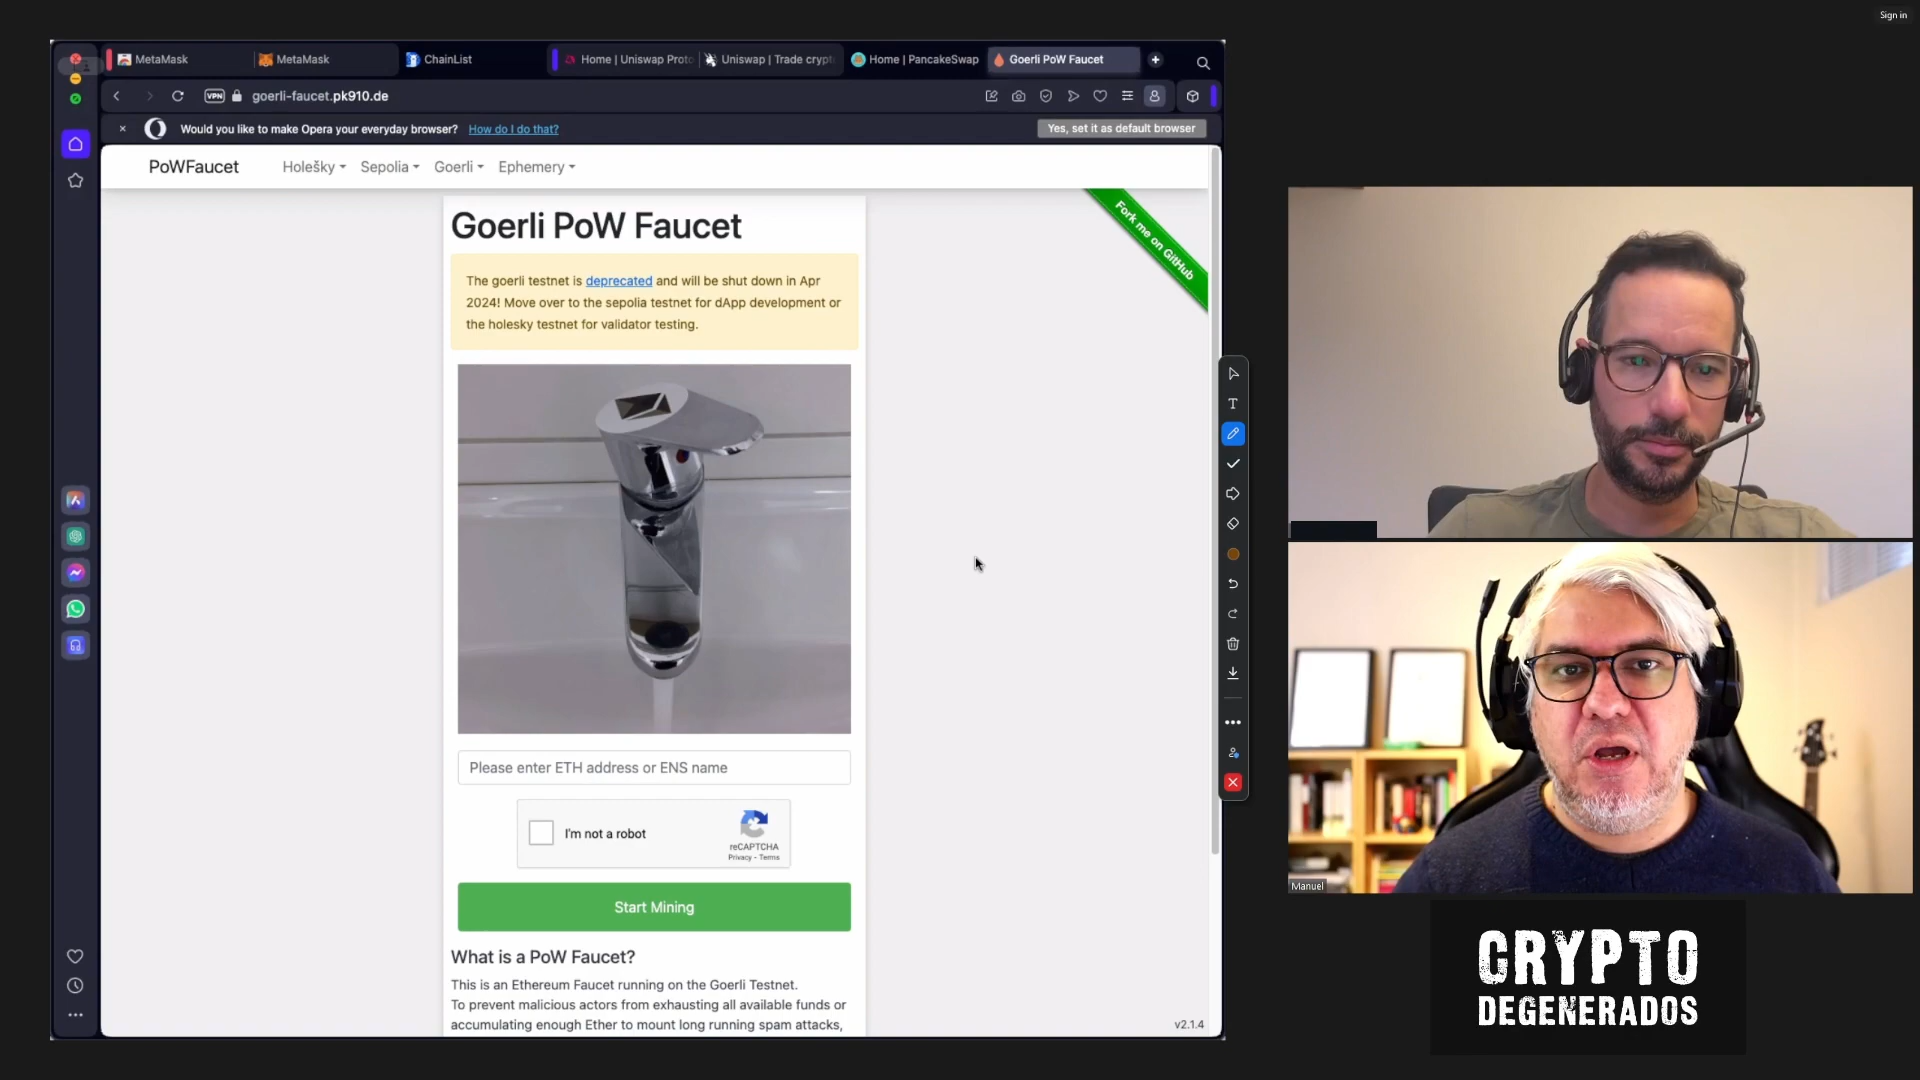 Sign in
MetaMask
MetaMask
ChainList
Home | Uniswap Proto
Uniswap | Trade crypt
Home | PancakeSwap
Goerli PoW Faucet
VPN
goerli-faucet.pk910.de
Would you like to make Opera your everyday browser? How do I do that?
Yes, set it as default browser
PoWFaucet
Holešky
Sepolia
Goerli
Ephemery
Fork me on GitHub
Goerli PoW Faucet
The goerli testnet is deprecated and will be shut down in Apr
2024! Move over to the sepolia testnet for dApp development or
the holesky testnet for validator testing.
T
Please enter ETH address or ENS name
I'm not a robot
reCAPTCHA
Privacy - Terms
Start Mining
What is a PoW Faucet?
This is an Ethereum Faucet running on the Goerli Testnet.
To prevent malicious actors from exhausting all available funds or
accumulating enough Ether to mount long running spam attacks,
v2.1.4
Manuel
CRYPTO
DEGENERADOS